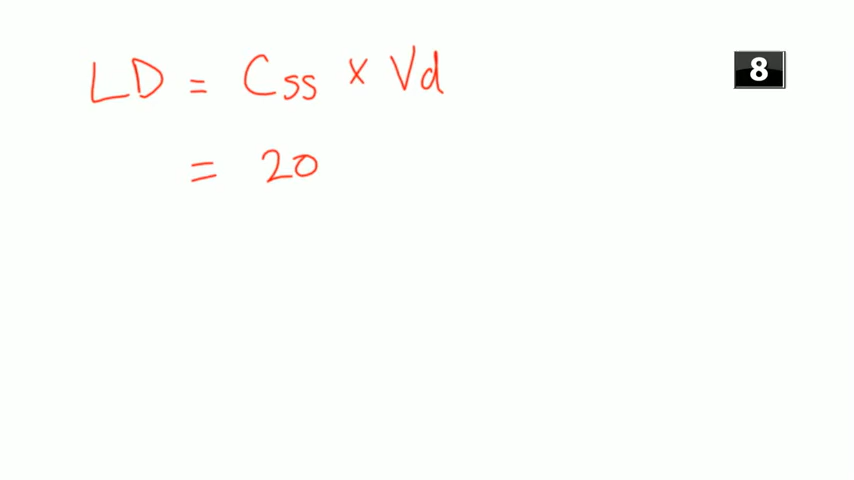 LD = Css × Vd
8
= 20